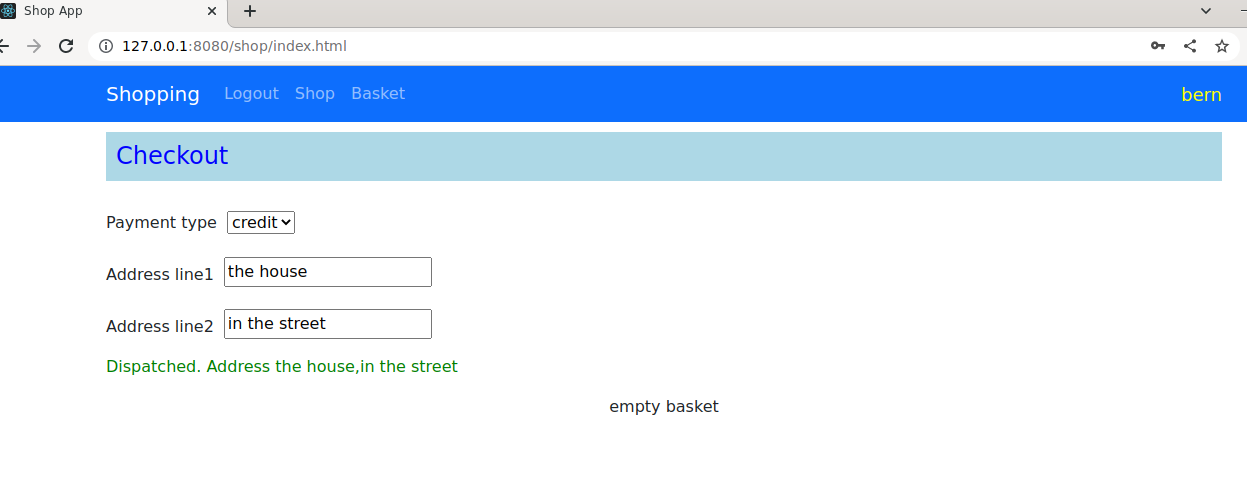 Shop App
127.0.0.1:8080/shop/index.html
Shopping Logout Shop Basket bern
Checkout
Payment type credit
Address line1 the house
Address line2 in the street
Dispatched. Address the house,in the street
empty basket